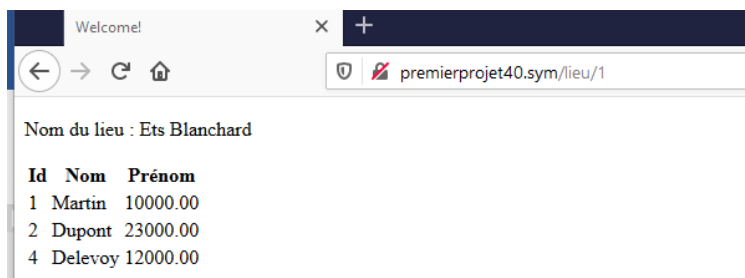 Welcome!
premierprojet40.sym/lieu/1
Nom du lieu : Ets Blanchard
Id Nom Prénom
1 Martin 10000.00
2 Dupont 23000.00
4 Delevoy 12000.00